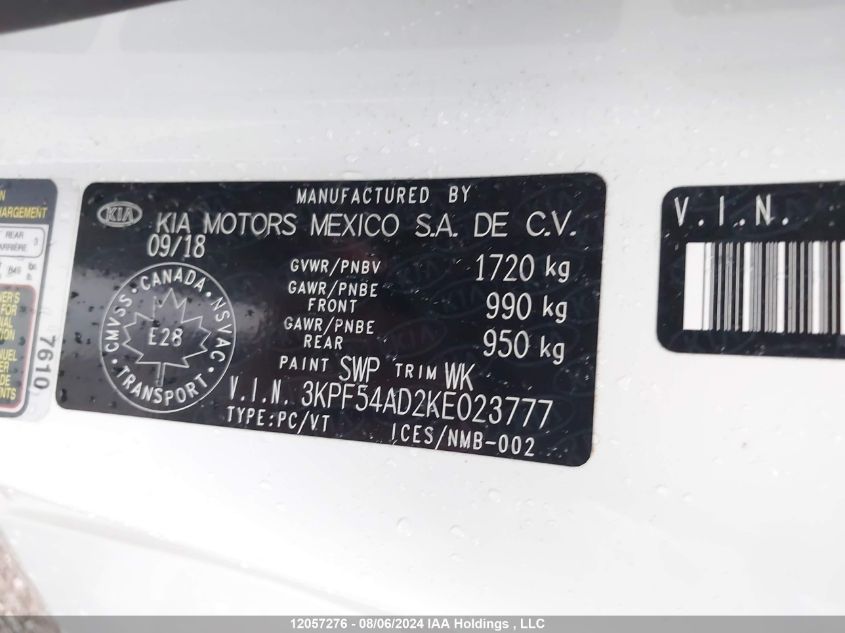 MANUFACTURED BY
KIA
KIA MOTORS MEXICO S.A. DE C.V.
09/18
GVWR/PNBV 1720 kg
GAWR/PNBE FRONT 990 kg
GAWR/PNBE REAR 950 kg
CANADA
CMVSS NSVAC
E28
TRANSPORT
PAINT SWP TRIM WK
V.I.N. 3KPF54AD2KE023777
TYPE:PC/VT ICES/NMB-002
7610
HARGEMENT
REAR
V.I.N.
12057276 - 08/06/2024 IAA Holdings , LLC